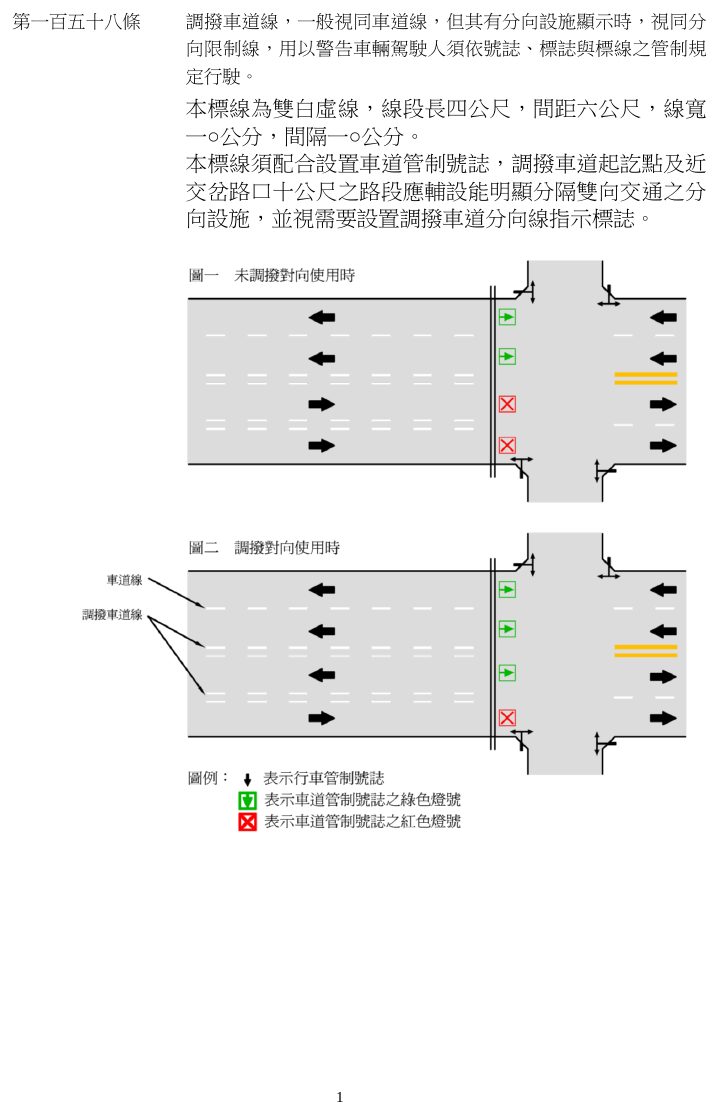 第一百五十八條
調撥車道線，一般視同車道線，但其有分向設施顯示時，視同分
向限制線，用以警告車輛駕駛人須依號誌、標誌與標線之管制規
定行駛。
本標線為雙白虛線，線段長四公尺，間距六公尺，線寬
一○公分，間隔一○公分。
本標線須配合設置車道管制號誌，調撥車道起訖點及近
交岔路口十公尺之路段應輔設能明顯分隔雙向交通之分
向設施，並視需要設置調撥車道分向線指示標誌。
圖一　未調撥對向使用時
圖二　調撥對向使用時
車道線
調撥車道線
圖例：　表示行車管制號誌
表示車道管制號誌之綠色燈號
表示車道管制號誌之紅色燈號
1